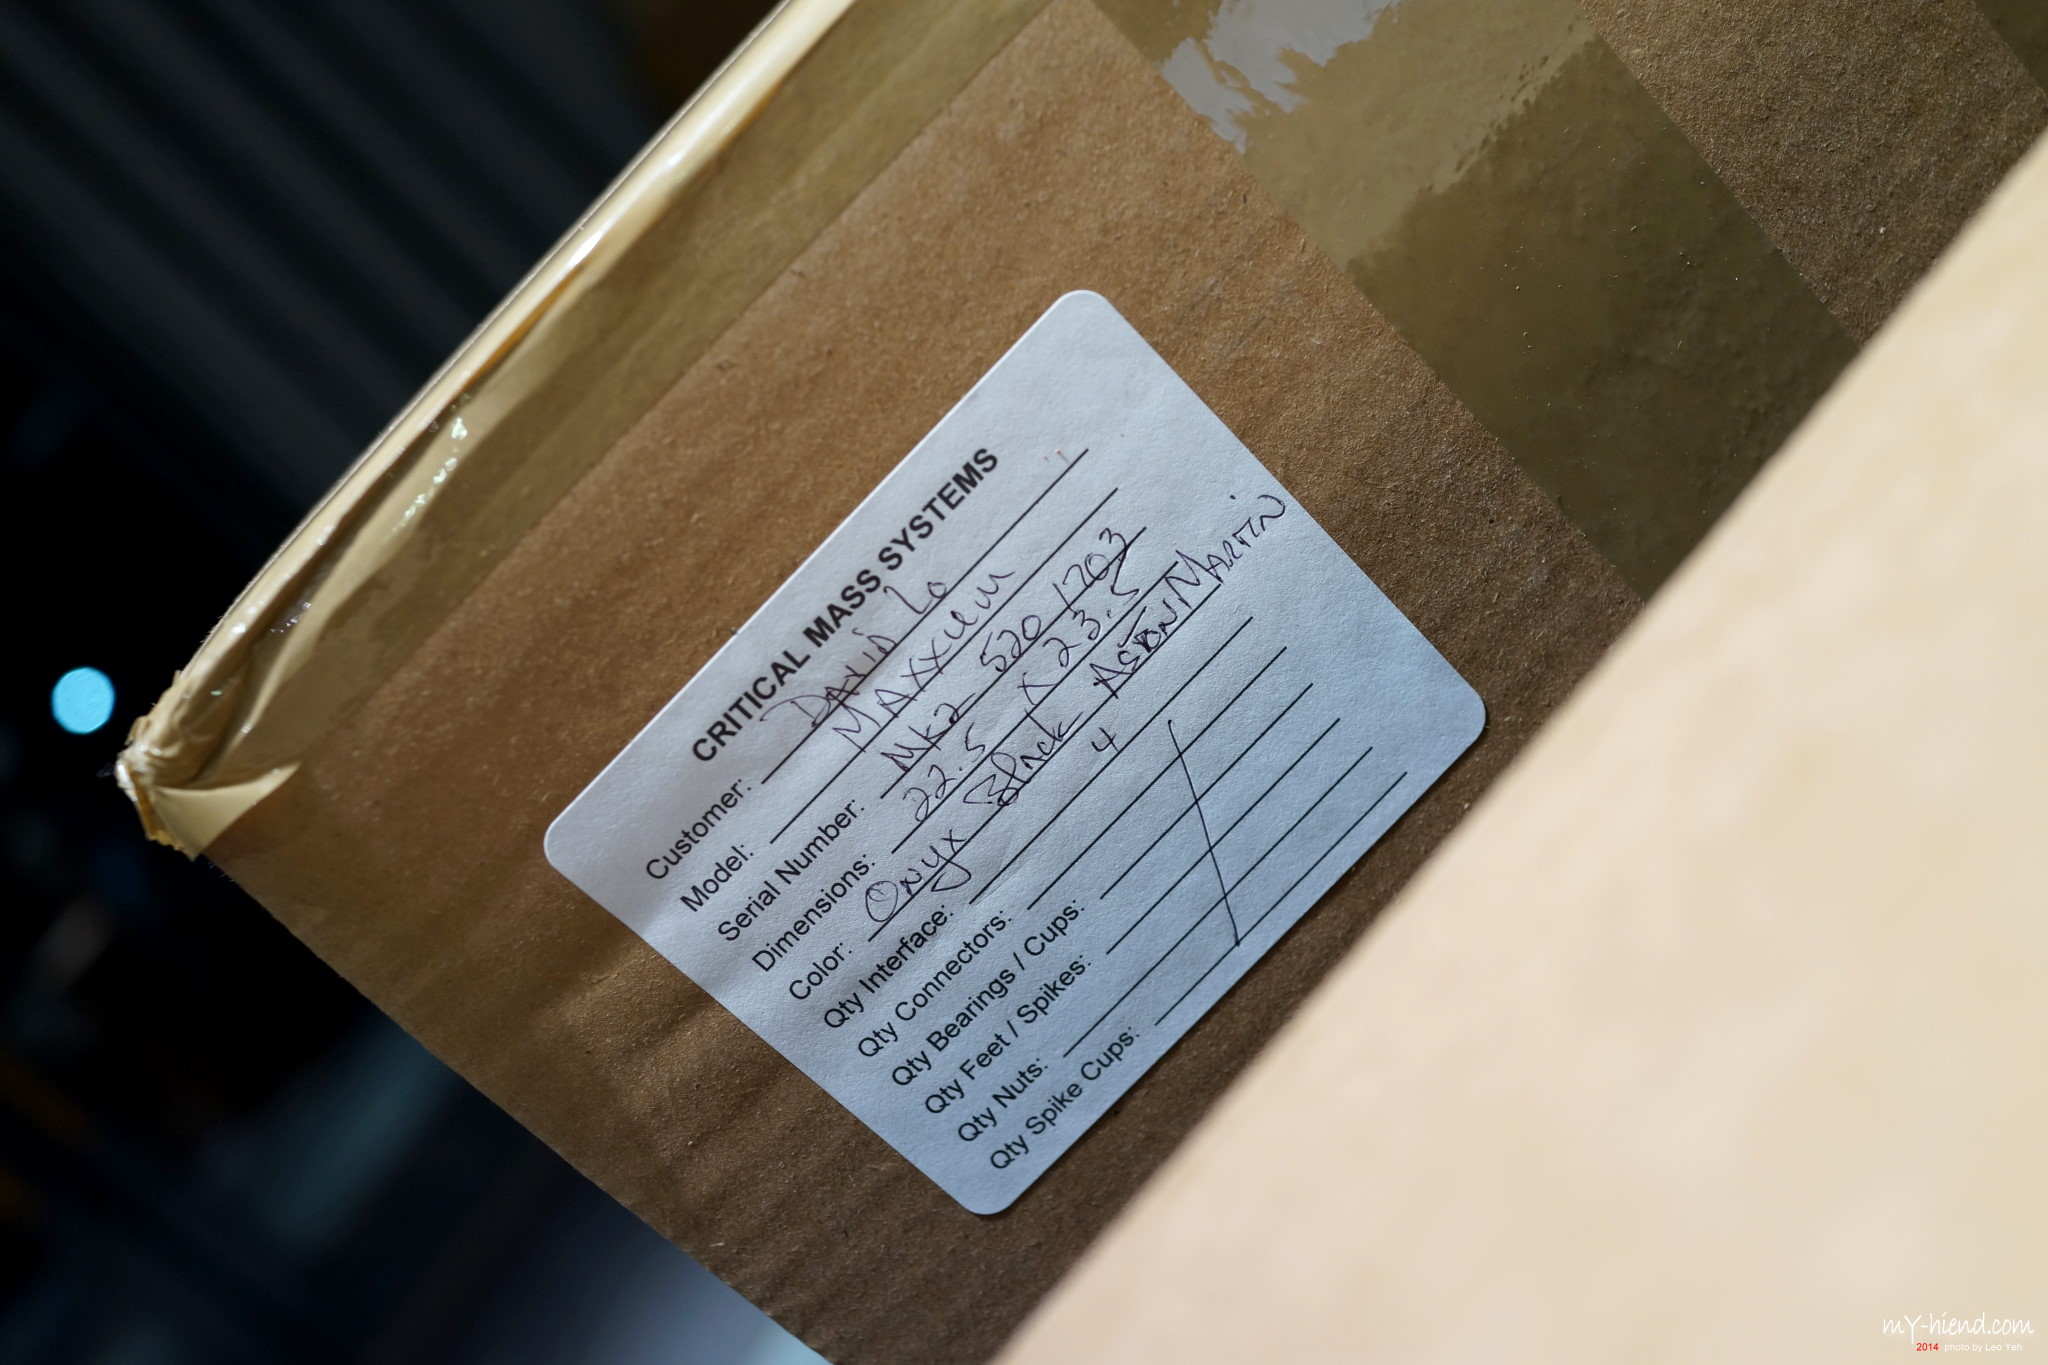 CRITICAL MASS SYSTEMS
Customer: David Lo
Model: MAXXUM
Serial Number: MK2 520/703
Dimensions: 22.5 x 23.5
Color: Onyx Black Aston/Martin
Qty Interface: 4
Qty Connectors:
Qty Bearings / Cups:
Qty Feet / Spikes:
Qty Nuts:
Qty Spike Cups:
mY-hiend.com
2014 photo by Leo Yeh